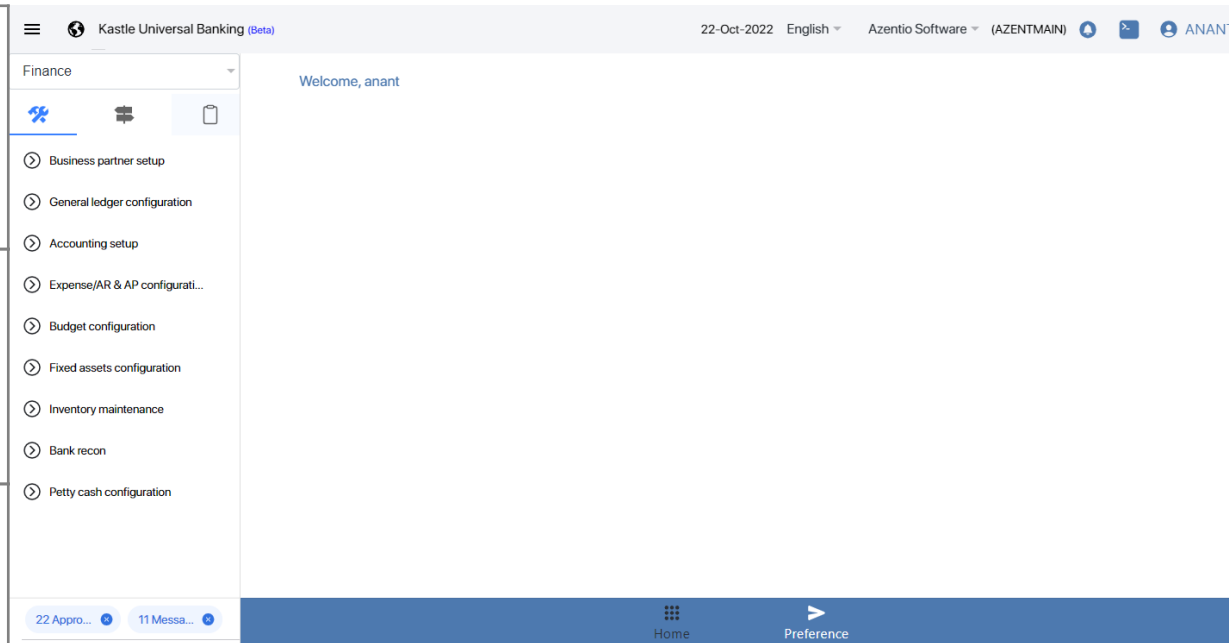 Kastle Universal Banking (Beta)
22-Oct-2022 English Azentio Software (AZENTMAIN) ANANT
Finance
Welcome, anant
Business partner setup
General ledger configuration
Accounting setup
Expense/AR & AP configurati...
Budget configuration
Fixed assets configuration
Inventory maintenance
Bank recon
Petty cash configuration
22 Appro... 11 Messa...
Home Preference